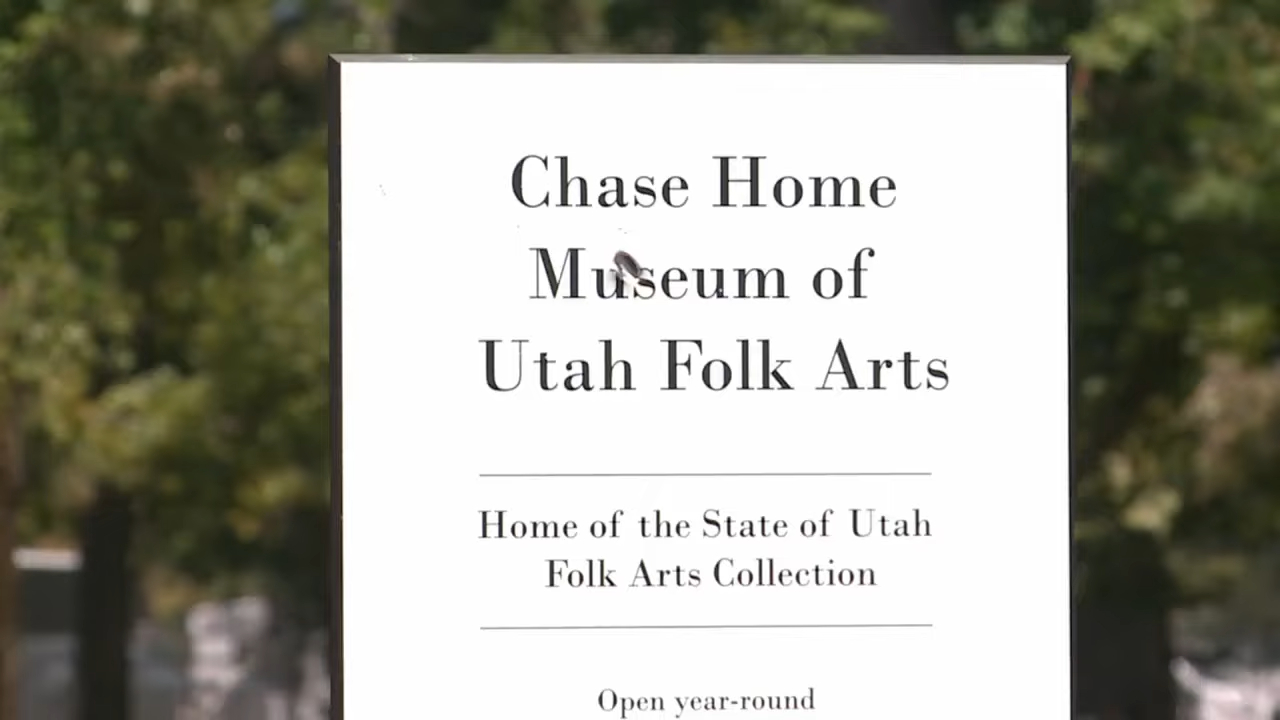 Chase Home
Museum of
Utah Folk Arts
Home of the State of Utah
Folk Arts Collection
Open year-round